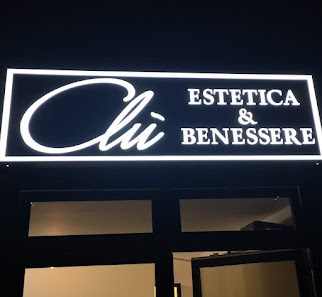 Clù
ESTETICA
&
BENESSERE